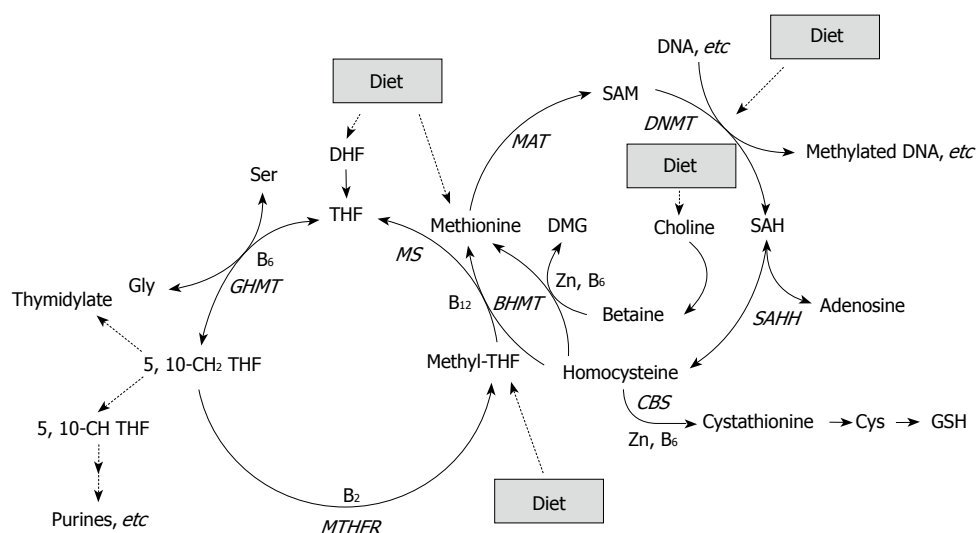 DNA, etc
Diet
Diet
SAM
DNMT
MAT
Methylated DNA, etc
DHF
Diet
Ser
THF
Methionine
DMG
Choline
SAH
MS
B₆
Zn, B₆
Gly
GHMT
B₁₂
BHMT
Thymidylate
Betaine
SAHH
Adenosine
5, 10-CH₂ THF
Methyl-THF
Homocysteine
CBS
5, 10-CH THF
Cystathionine
Cys
GSH
Zn, B₆
B₂
Diet
Purines, etc
MTHFR